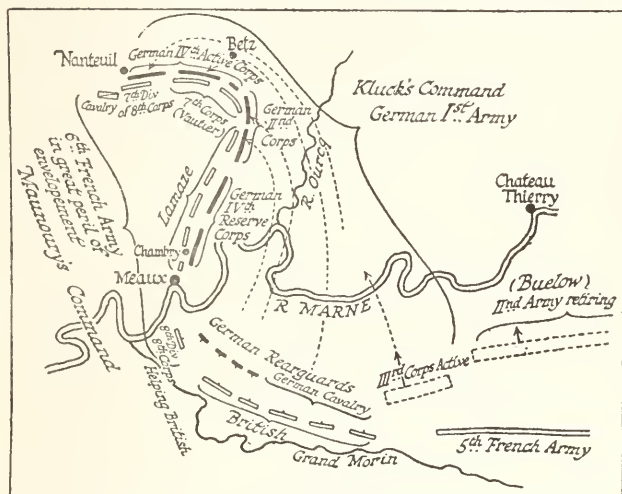 Betz
German IVth Active Corps
Nanteuil
Cavalry
7th Div
of 8th Corps
7th Corps
(Vautier)
German
IInd
Corps
Kluck's Command
German Ist Army
R Ourcq
6th French Army
in great peril of
envelopement
Maunoury's Command
Lamaze
German
IVth
Reserve
Corps
Chambry
Meaux
Chateau
Thierry
R MARNE
(Buelow)
IInd Army refiring
IIIrd Corps Active
8th Div
8th Corps)
Helping British
German Rearguards
German Cavalry
British
Grand Morin
5th French Army